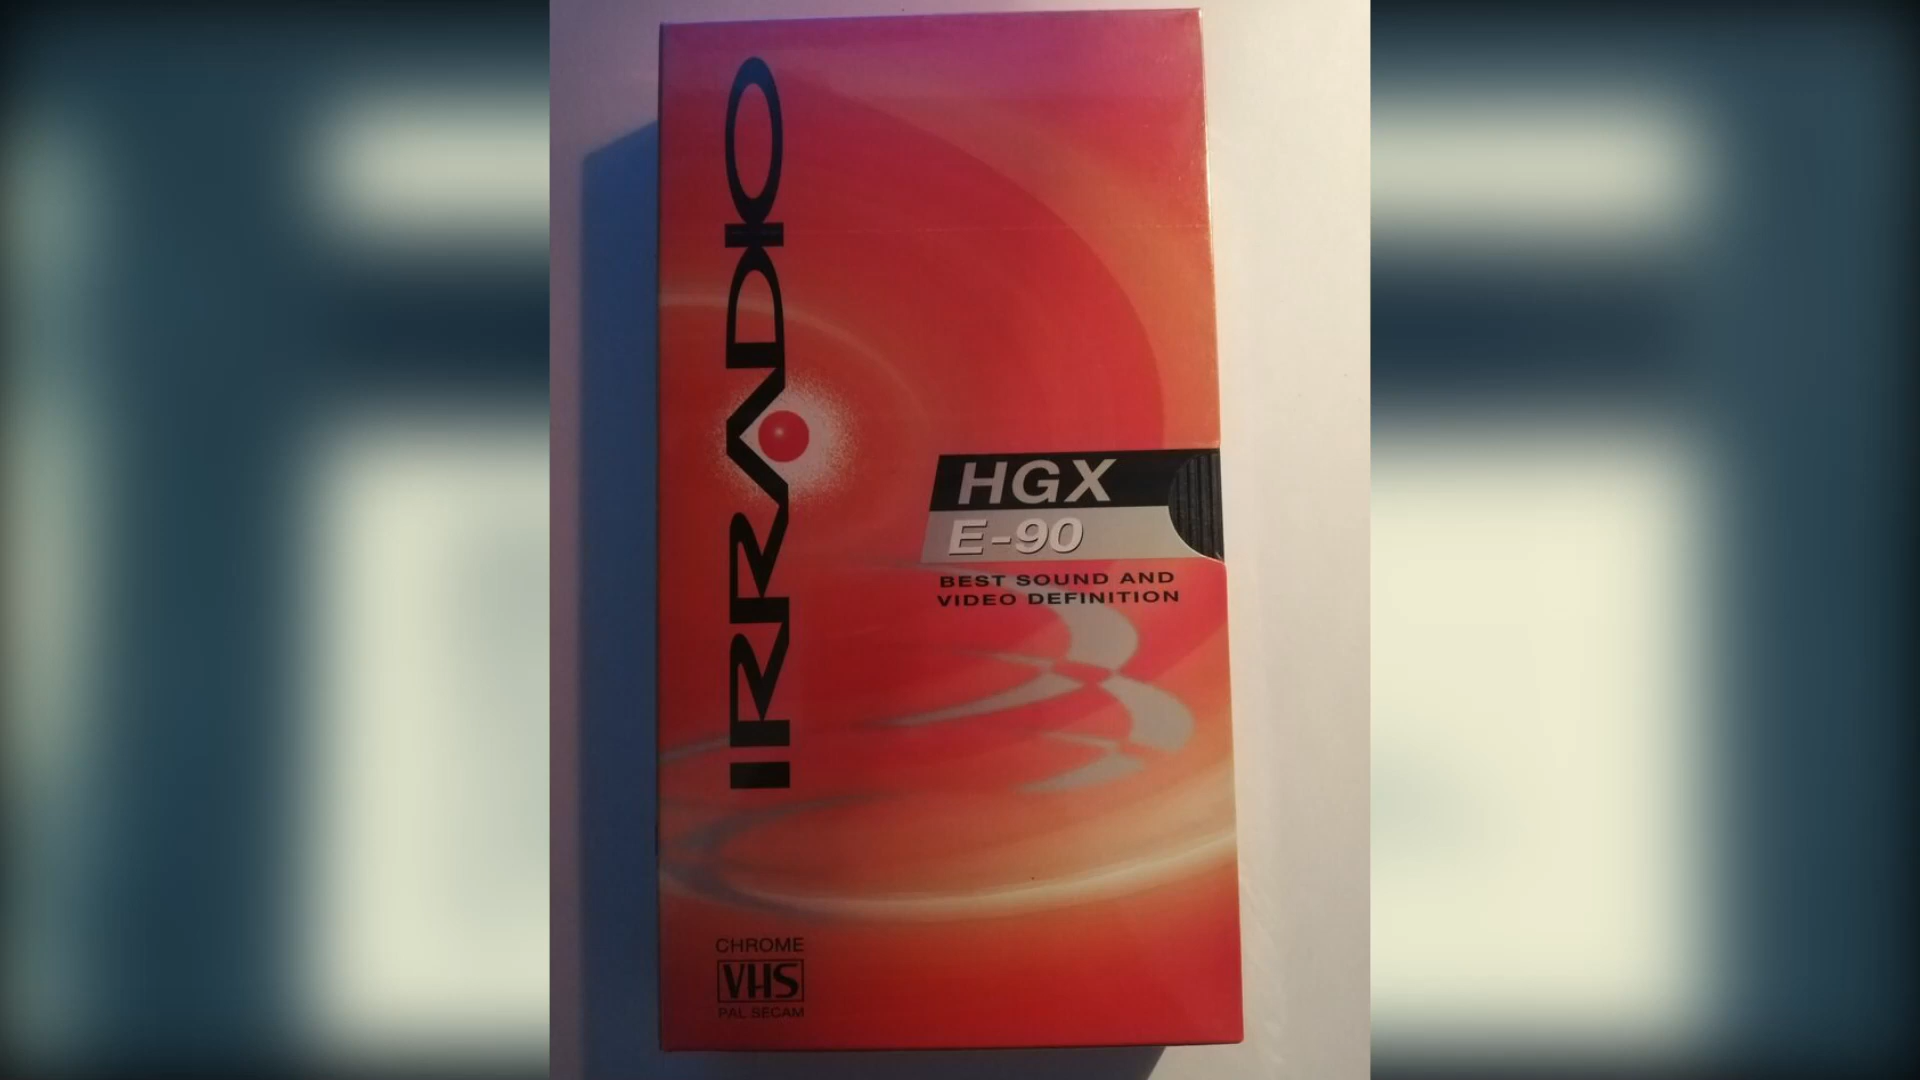 IRRADIO
HGX
E-90
BEST SOUND AND
VIDEO DEFINITION
CHROME
VHS
PAL SECAM